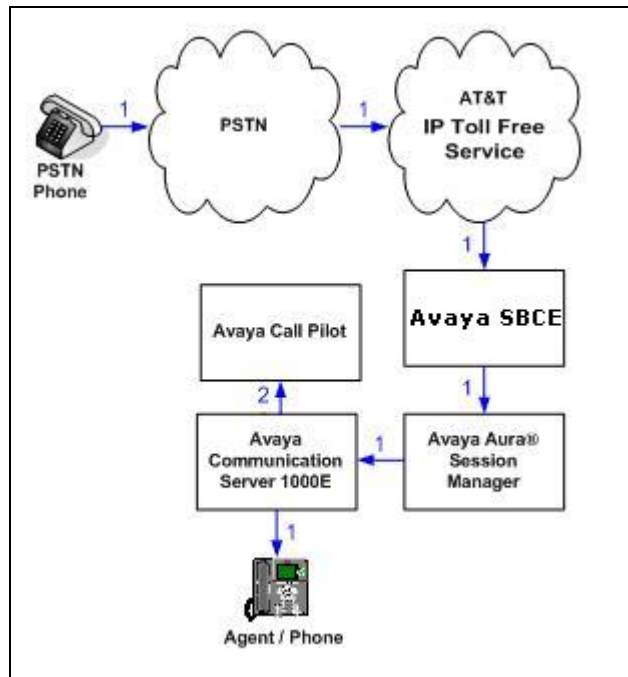 1
1
PSTN
AT&T
IP Toll Free
Service
PSTN
Phone
1
Avaya Call Pilot
Avaya SBCE
2
1
Avaya
Communication
Server 1000E
1
Avaya Aura®
Session
Manager
1
Agent / Phone